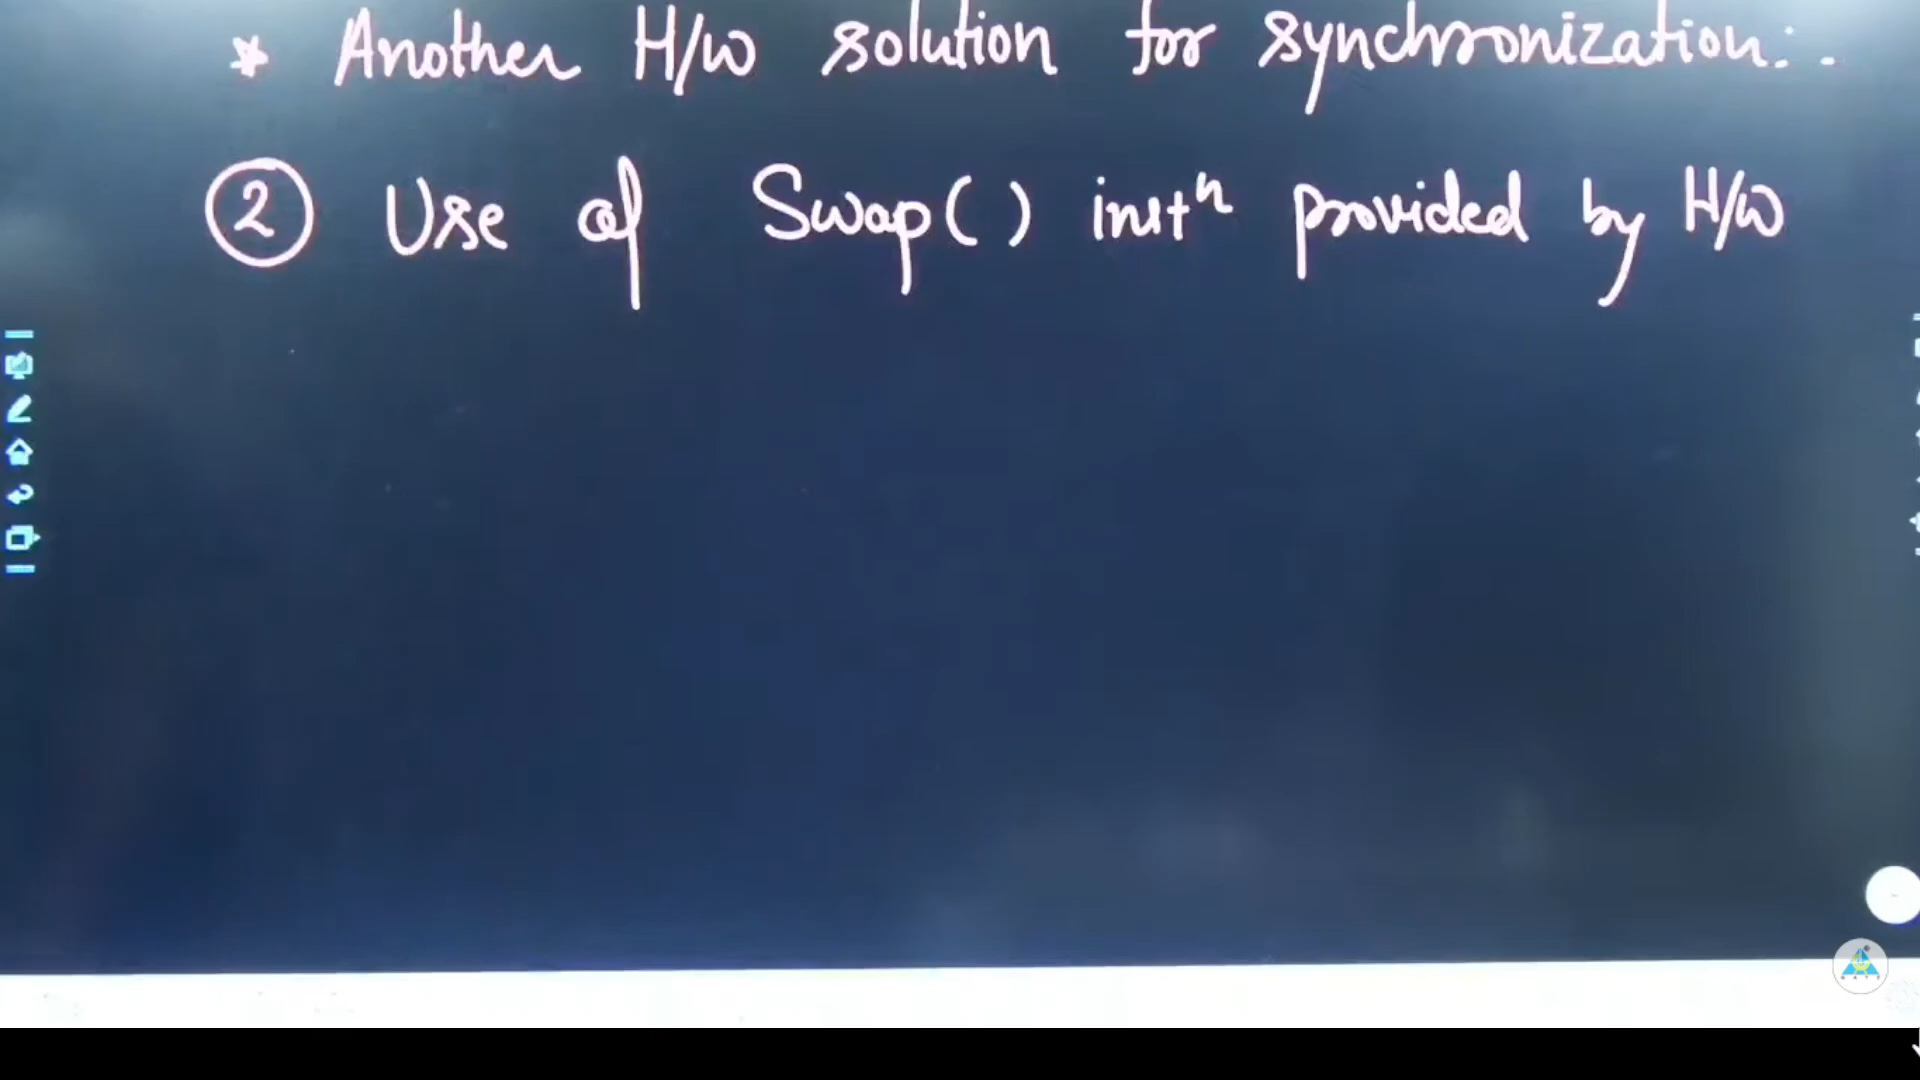 * Another H/w solution for synchronization:-
② Use of Swap( ) instⁿ provided by H/w